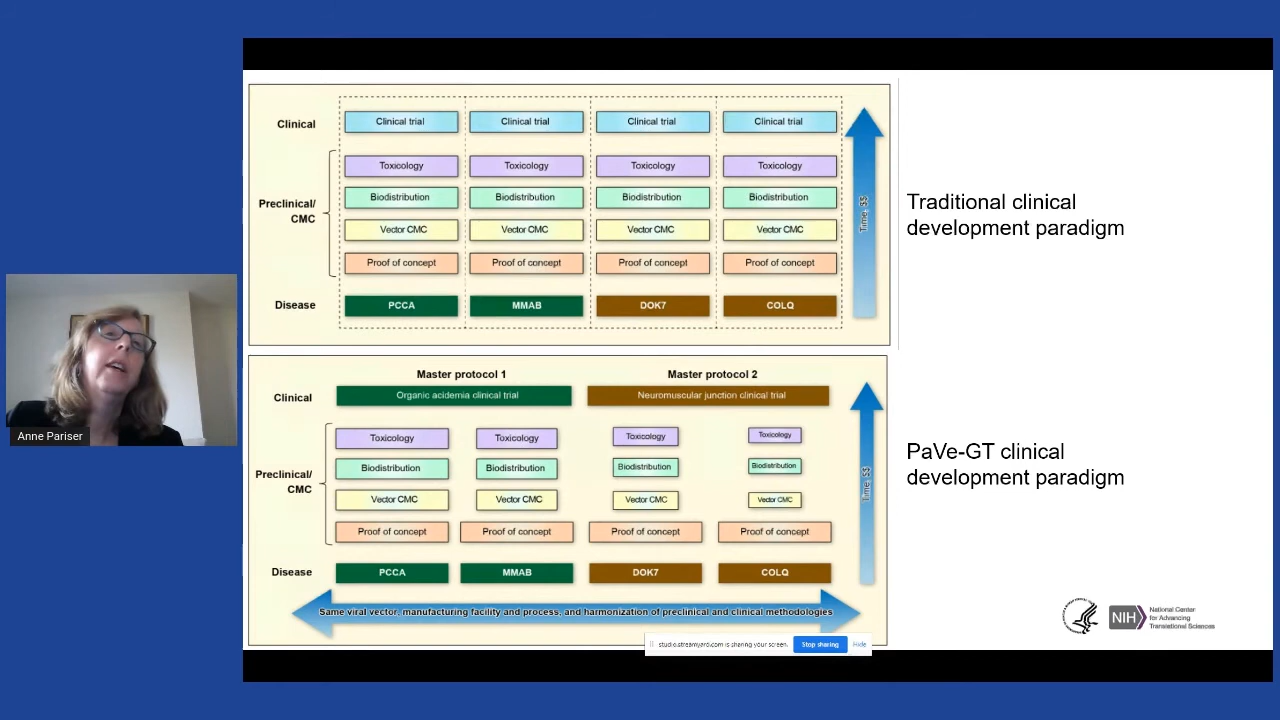 Clinical
Clinical trial
Clinical trial
Clinical trial
Clinical trial
Toxicology
Toxicology
Toxicology
Toxicology
Preclinical/
CMC
Biodistribution
Biodistribution
Biodistribution
Biodistribution
Vector CMC
Vector CMC
Vector CMC
Vector CMC
Proof of concept
Proof of concept
Proof of concept
Proof of concept
Disease
PCCA
MMAB
DOK7
COLQ
Time, $$
Traditional clinical
development paradigm
Master protocol 1
Master protocol 2
Clinical
Organic acidemia clinical trial
Neuromuscular junction clinical trial
Toxicology
Toxicology
Toxicology
Toxicology
Preclinical/
CMC
Biodistribution
Biodistribution
Biodistribution
Biodistribution
Vector CMC
Vector CMC
Vector CMC
Vector CMC
Proof of concept
Proof of concept
Proof of concept
Proof of concept
Disease
PCCA
MMAB
DOK7
COLQ
Time, $$
Same viral vector, manufacturing facility and process, and harmonization of preclinical and clinical methodologies
PaVe-GT clinical
development paradigm
Anne Pariser
NIH
National Center
for Advancing
Translational Sciences
studio.streamyard.com is sharing your screen.
Stop sharing
Hide